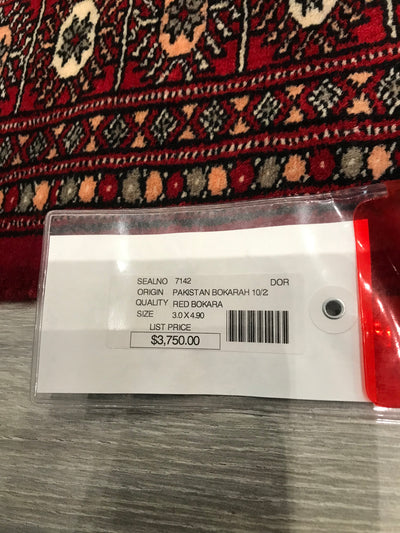 SEALNO 7142 DOR
ORIGIN PAKISTAN BOKARAH 10/2
QUALITY RED BOKARA
SIZE 3.0 X 4.90
LIST PRICE
$3,750.00